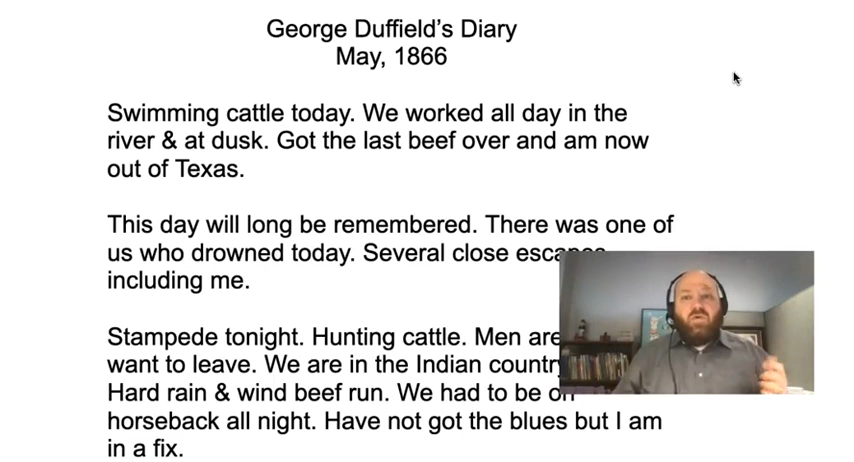 George Duffield's Diary
May, 1866
Swimming cattle today. We worked all day in the
river & at dusk. Got the last beef over and am now
out of Texas.
This day will long be remembered. There was one of
us who drowned today. Several close escapes
including me.
Stampede tonight. Hunting cattle. Men are
want to leave. We are in the Indian country
Hard rain & wind beef run. We had to be on
horseback all night. Have not got the blues but I am
in a fix.